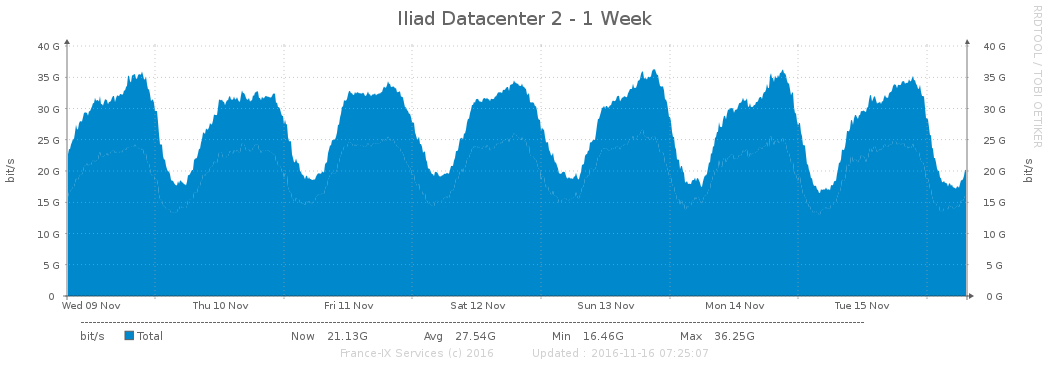 Iliad Datacenter 2 - 1 Week
RRDTOOL / TOBI OETIKER
40 G 40 G
35 G 35 G
30 G 30 G
25 G 25 G
20 G 20 G
15 G 15 G
10 G 10 G
5 G 5 G
0 0 G
bit/s bit/s
Wed 09 Nov Thu 10 Nov Fri 11 Nov Sat 12 Nov Sun 13 Nov Mon 14 Nov Tue 15 Nov
bit/s Total Now 21.13G Avg 27.54G Min 16.46G Max 36.25G
France-IX Services (c) 2016 Updated : 2016-11-16 07:25:07